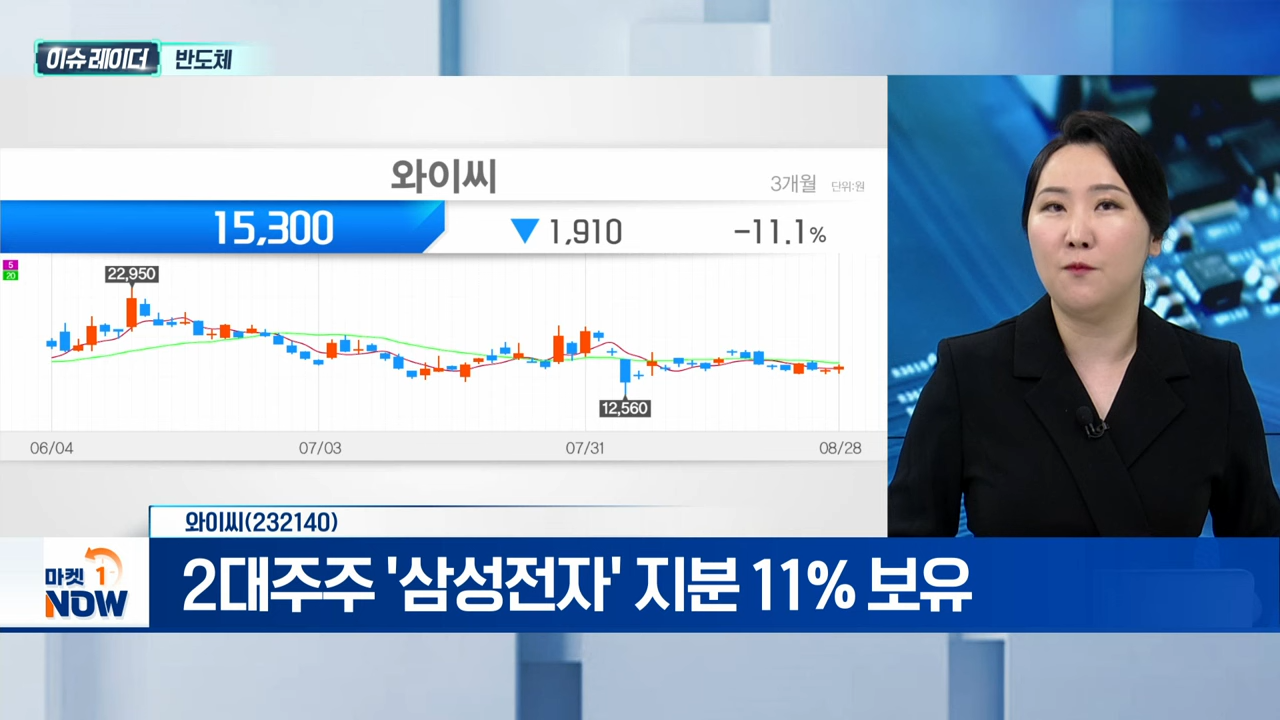 이슈 레이더 반도체
와이씨
3개월 단위:원
15,300 ▼ 1,910 -11.1%
5
20
22,950
12,560
06/04 07/03 07/31 08/28
와이씨(232140)
마켓 1
NOW
2대주주 '삼성전자' 지분 11% 보유